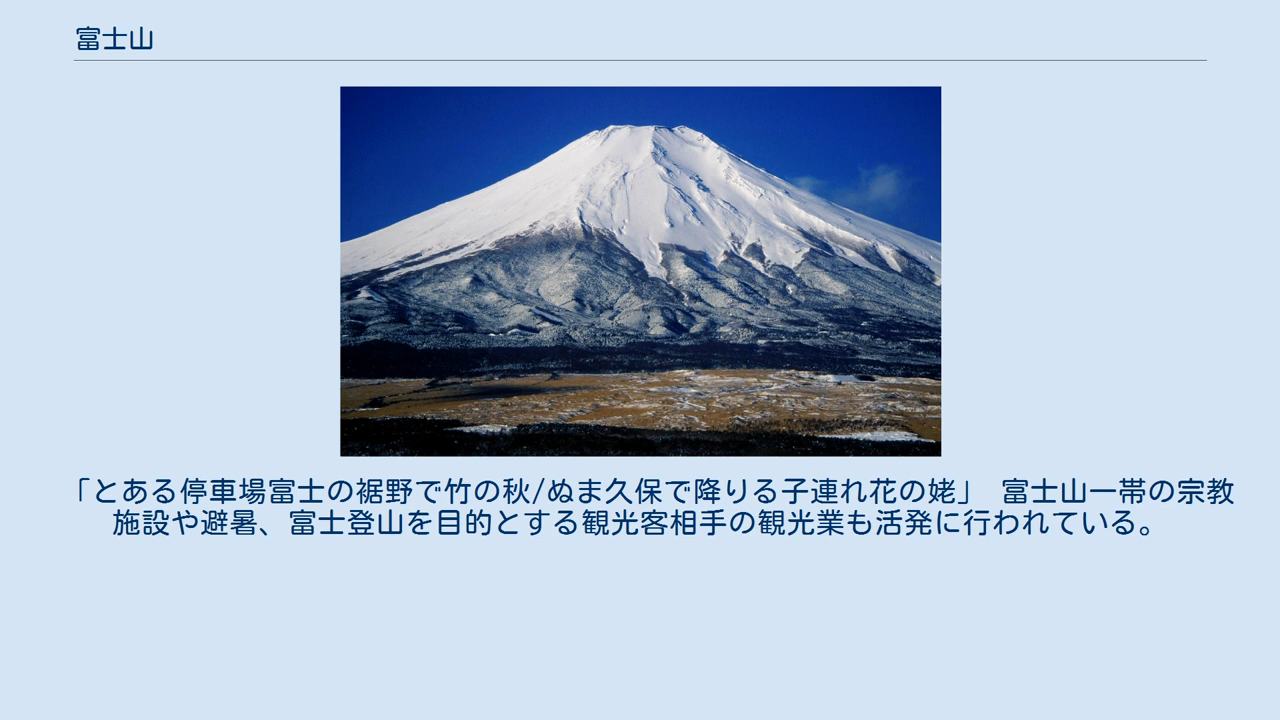 富士山
「とある停車場富士の裾野で竹の秋/ぬま久保で降りる子連れ花の姥」 富士山一帯の宗教
施設や避暑、富士登山を目的とする観光客相手の観光業も活発に行われている。